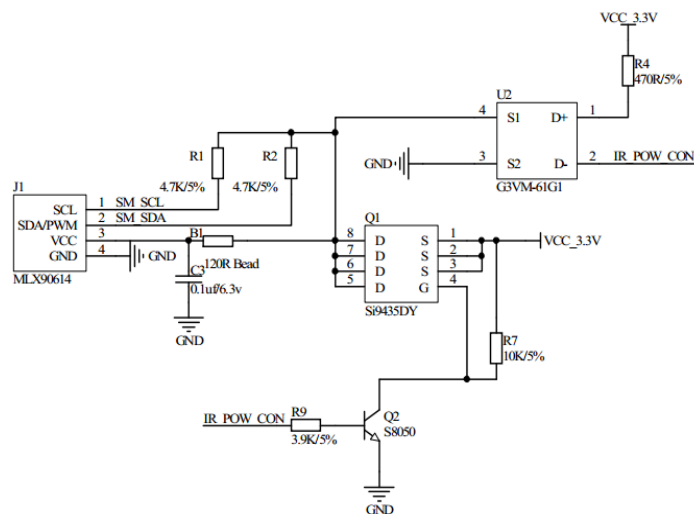 VCC_3.3V
R4
470R/5%
U2
4 S1 D+ 1
GND 3 S2 D- 2 IR_POW_CON
G3VM-61G1
R1 R2
4.7K/5% 4.7K/5%
J1
SCL 1 SM_SCL
SDA/PWM 2 SM_SDA
VCC 3 B1
GND 4 GND
MLX90614
120R Bead
C3
0.1uf/6.3v
GND
Q1
8 D S 1 VCC_3.3V
7 D S 2
6 D S 3
5 D G 4
Si9435DY
R7
10K/5%
IR_POW_CON R9
3.9K/5%
Q2
S8050
GND